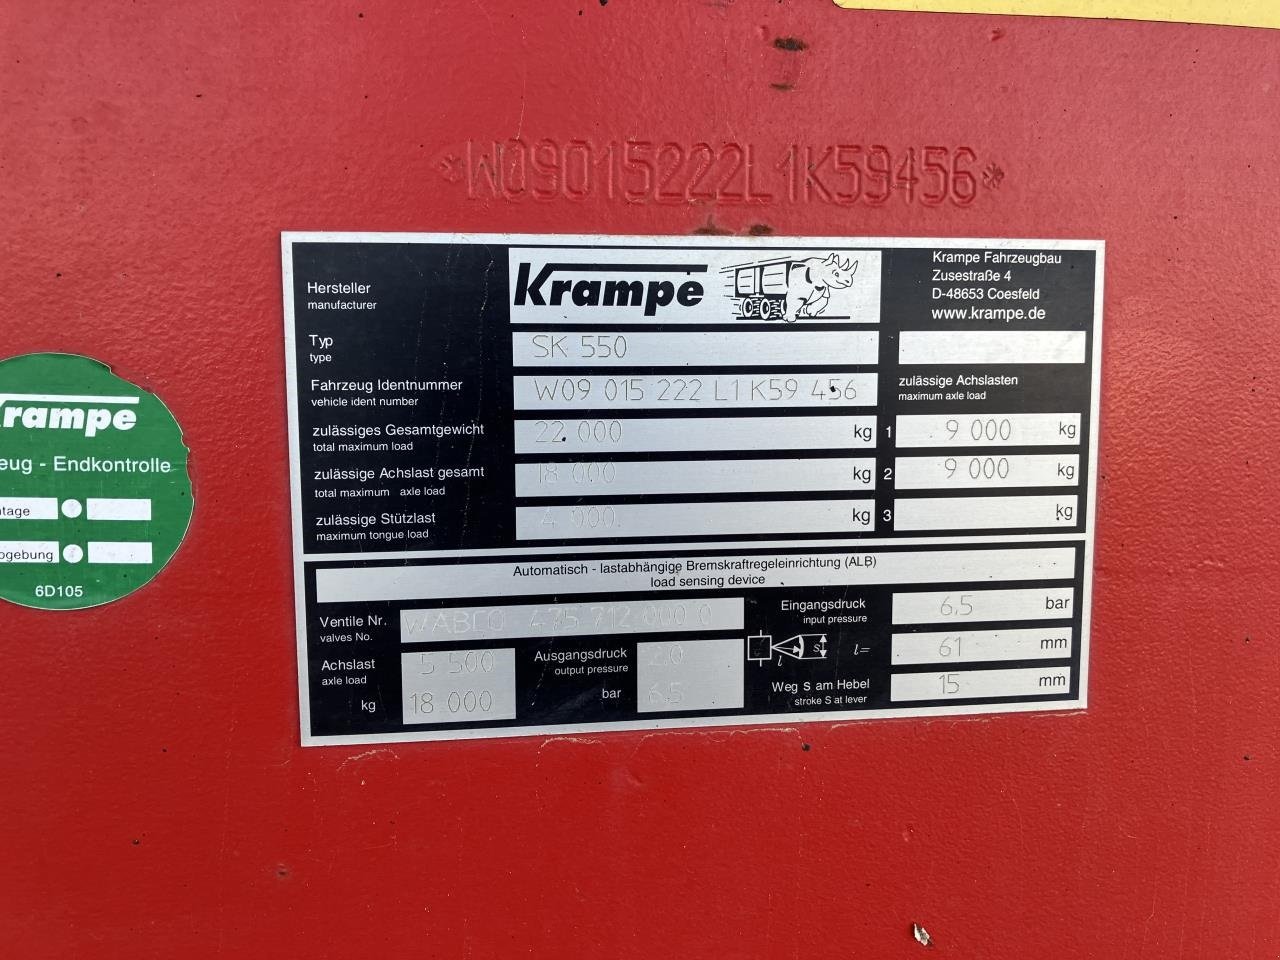 *W09015222L1K59456*
Krampe
Krampe Fahrzeugbau
Zusestraße 4
D-48653 Coesfeld
www.krampe.de
Hersteller
manufacturer
Typ
type
SK 550
Fahrzeug Identnummer
vehicle ident number
W09 015 222 L1 K59 456
zulässige Achslasten
maximum axle load
zulässiges Gesamtgewicht
total maximum load
22.000 kg
1 9 000 kg
zulässige Achslast gesamt
total maximum axle load
18 000 kg
2 9 000 kg
zulässige Stützlast
maximum tongue load
4 000 kg
3 kg
Automatisch - lastabhängige Bremskraftregeleinrichtung (ALB)
load sensing device
Ventile Nr.
valves No.
WABCO 475 712 000 0
Eingangsdruck
input pressure
6,5 bar
Achslast
axle load
kg
5 500
18 000
Ausgangsdruck
output pressure
bar
2,0
6,5
S
l
l=
61 mm
Weg S am Hebel
stroke S at lever
15 mm
Krampe
eug - Endkontrolle
ntage
bgebung
6D105